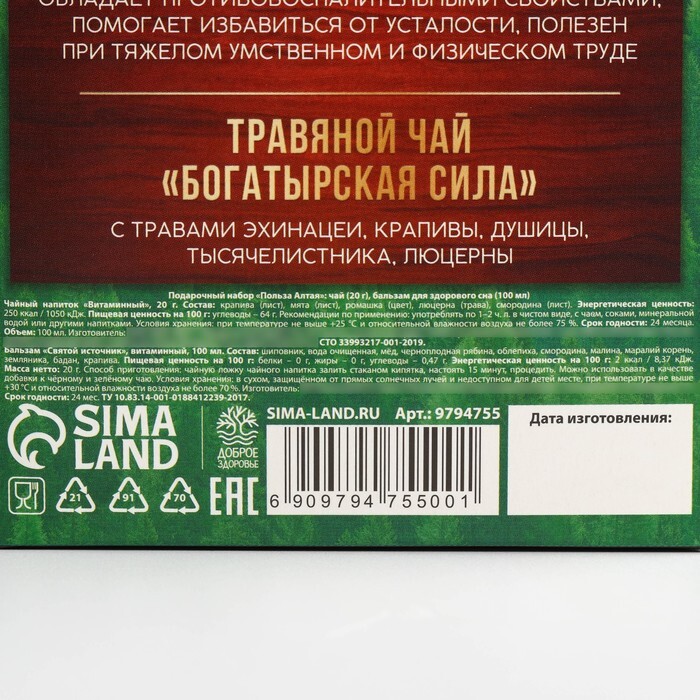 ОБЛАДАЕТ ПРОТИВОВОСПАЛИТЕЛЬНЫМИ СВОЙСТВАМИ,
ПОМОГАЕТ ИЗБАВИТЬСЯ ОТ УСТАЛОСТИ, ПОЛЕЗЕН
ПРИ ТЯЖЕЛОМ УМСТВЕННОМ И ФИЗИЧЕСКОМ ТРУДЕ
ТРАВЯНОЙ ЧАЙ
«БОГАТЫРСКАЯ СИЛА»
С ТРАВАМИ ЭХИНАЦЕИ, КРАПИВЫ, ДУШИЦЫ,
ТЫСЯЧЕЛИСТНИКА, ЛЮЦЕРНЫ
Подарочный набор «Польза Алтая»: чай (20 г), бальзам для здорового сна (100 мл)
Чайный напиток «Витаминный», 20 г. Состав: крапива (лист), мята (лист), ромашка (цвет), люцерна (трава), смородина (лист). Энергетическая ценность:
250 ккал / 1050 кДж. Пищевая ценность на 100 г: углеводы – 64 г. Рекомендации по применению: употреблять по 1–2 ч. л. в чистом виде, с чаем, соками, минеральной
водой или другими напитками. Условия хранения: при температуре не выше +25 °С и относительной влажности воздуха не более 75 %. Срок годности: 24 месяца.
Объем: 100 мл. Изготовитель:
СТО 33993217-001-2019.
Бальзам «Святой источник», витаминный, 100 мл. Состав: шиповник, вода очищенная, мёд, черноплодная рябина, облепиха, смородина, малина, маралий корень,
земляника, бадан, крапива. Пищевая ценность на 100 г: белки – 0 г, жиры – 0 г, углеводы – 0,47 г. Энергетическая ценность на 100 г: 2 ккал / 8,37 кДж.
Масса: 20 г. Способ приготовления: чайную ложку чайного напитка залить стаканом кипятка, настоять 15 минут, процедить. Можно использовать в качестве
добавки к чёрному и зелёному чаю. Условия хранения: в сухом, защищённом от прямых солнечных лучей и недоступном для детей месте, при температуре не выше
+30 °С и относительной влажности воздуха не более 70 %. Изготовитель:
Срок годности: 24 мес. ТУ 10.83.14-001-0188412239-2017.
SIMA
LAND
ДОБРОЕ
ЗДОРОВЬЕ
SIMA-LAND.RU Арт.: 9794755
6 909794 755001
Дата изготовления:
21
91
70
EAC